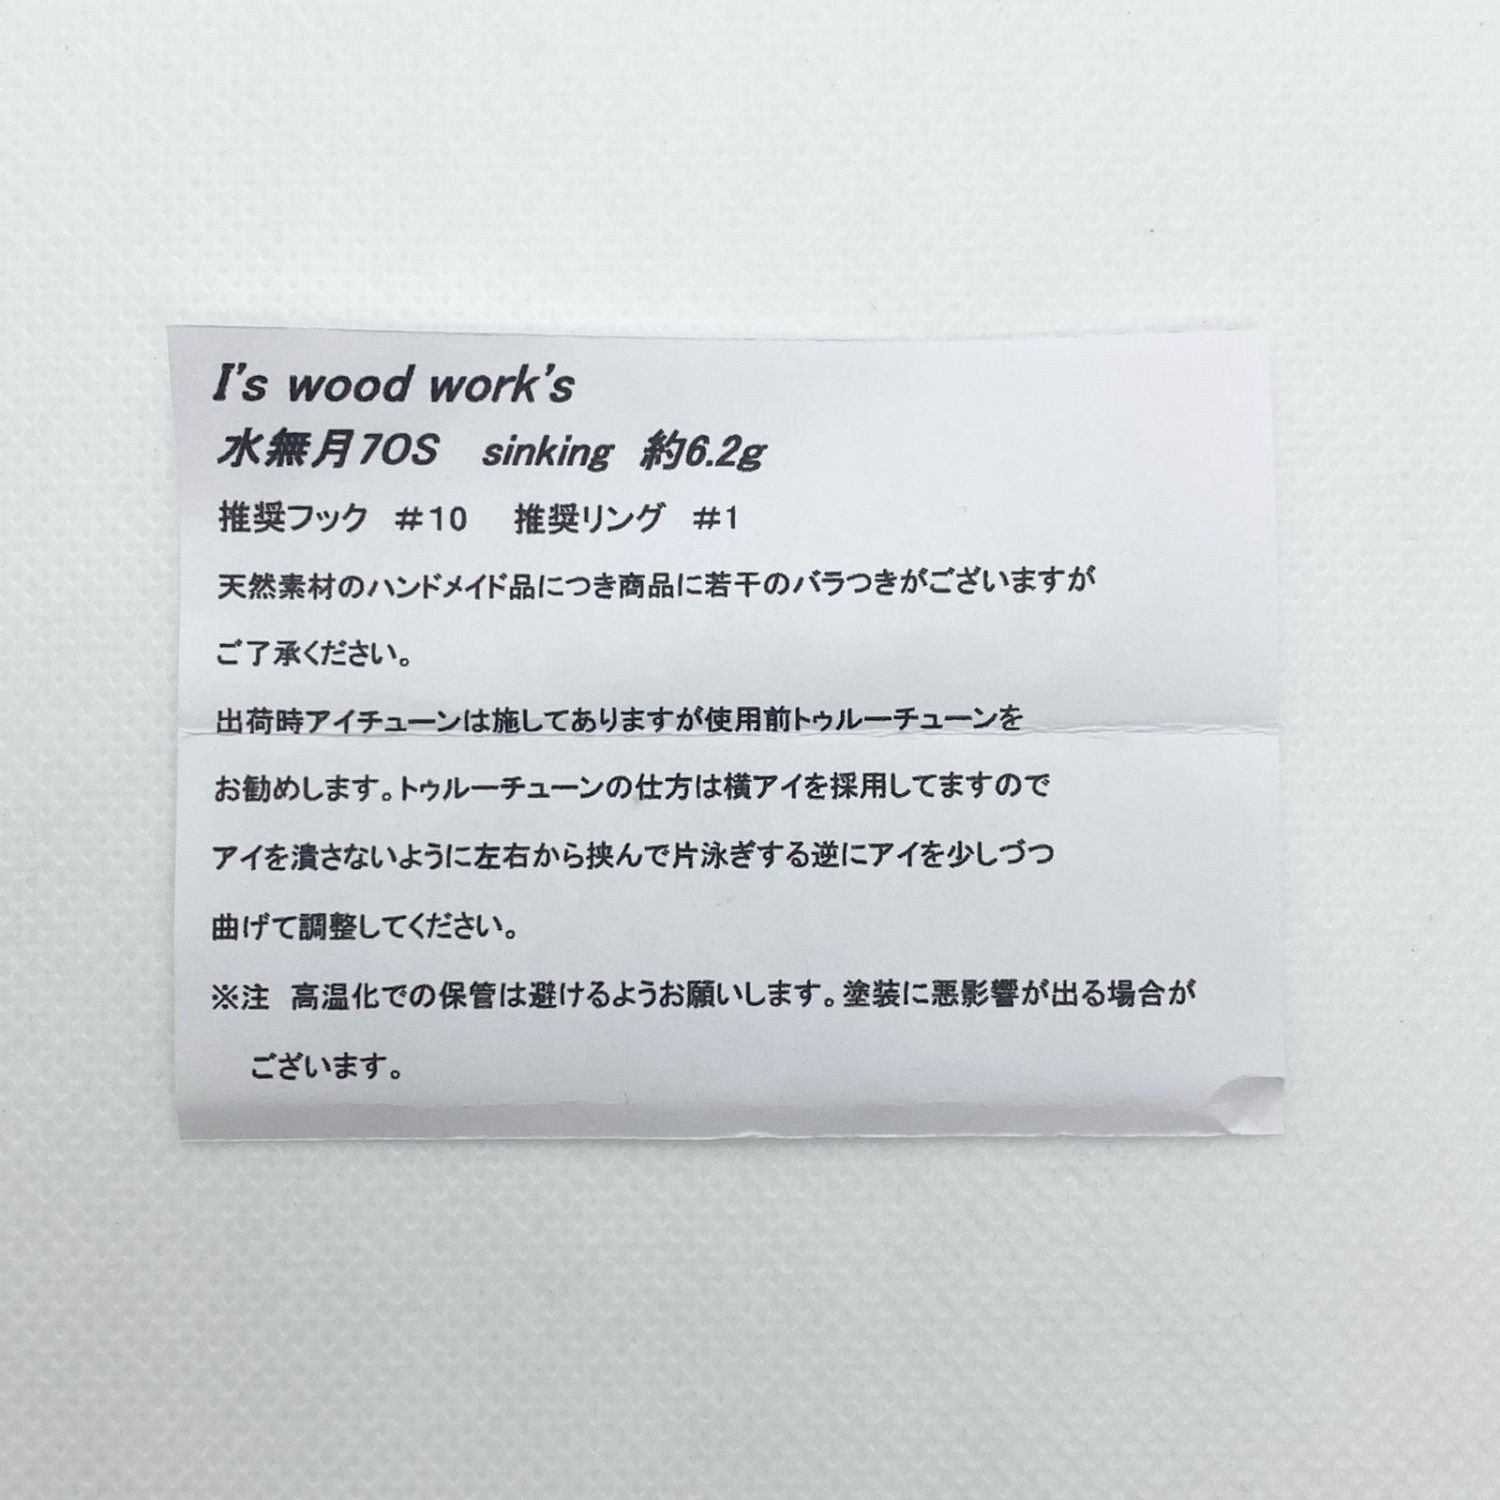 I's wood work's
水無月70S sinking 約6.2g
推奨フック #10 推奨リング #1
天然素材のハンドメイド品につき商品に若干のバラつきがございますが
ご了承ください。
出荷時アイチューンは施してありますが使用前トゥルーチューンを
お勧めします。トゥルーチューンの仕方は横アイを採用してますので
アイを潰さないように左右から挟んで片泳ぎする逆にアイを少しづつ
曲げて調整してください。
※注 高温化での保管は避けるようお願いします。塗装に悪影響が出る場合が
ございます。